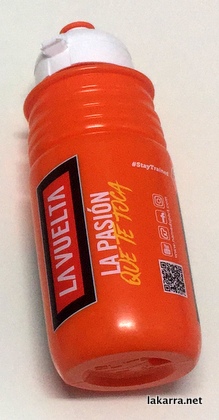 #StayTrained
LAVUELTA
LA PASIÓN
QUE TE TOCA
lakarra.net